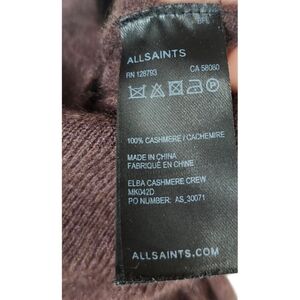 ALLSAINTS
RN 128793 CA 58060
100% CASHMERE / CACHEMIRE
MADE IN CHINA
FABRIQUÉ EN CHINE
ELBA CASHMERE CREW
MK042D
PO NUMBER: AS_30071
ALLSAINTS.COM